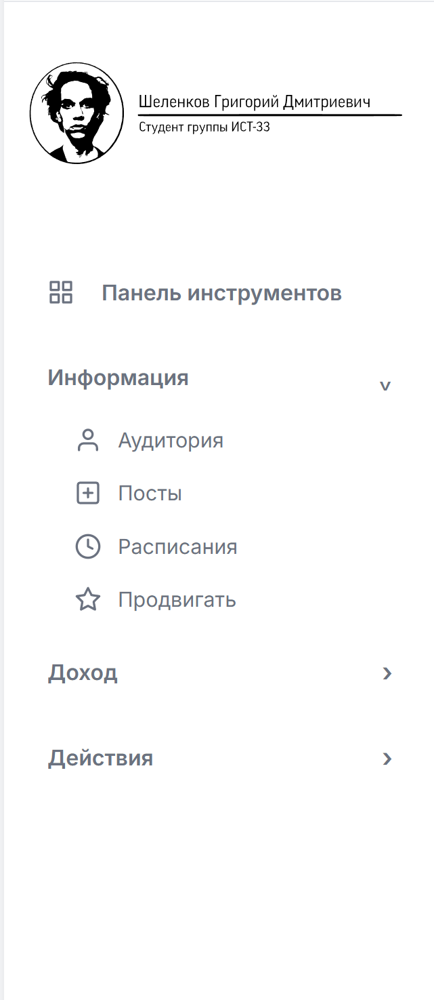 Шеленков Григорий Дмитриевич
Студент группы ИСТ-33
Панель инструментов
Информация
Аудитория
Посты
Расписания
Продвигать
Доход
Действия